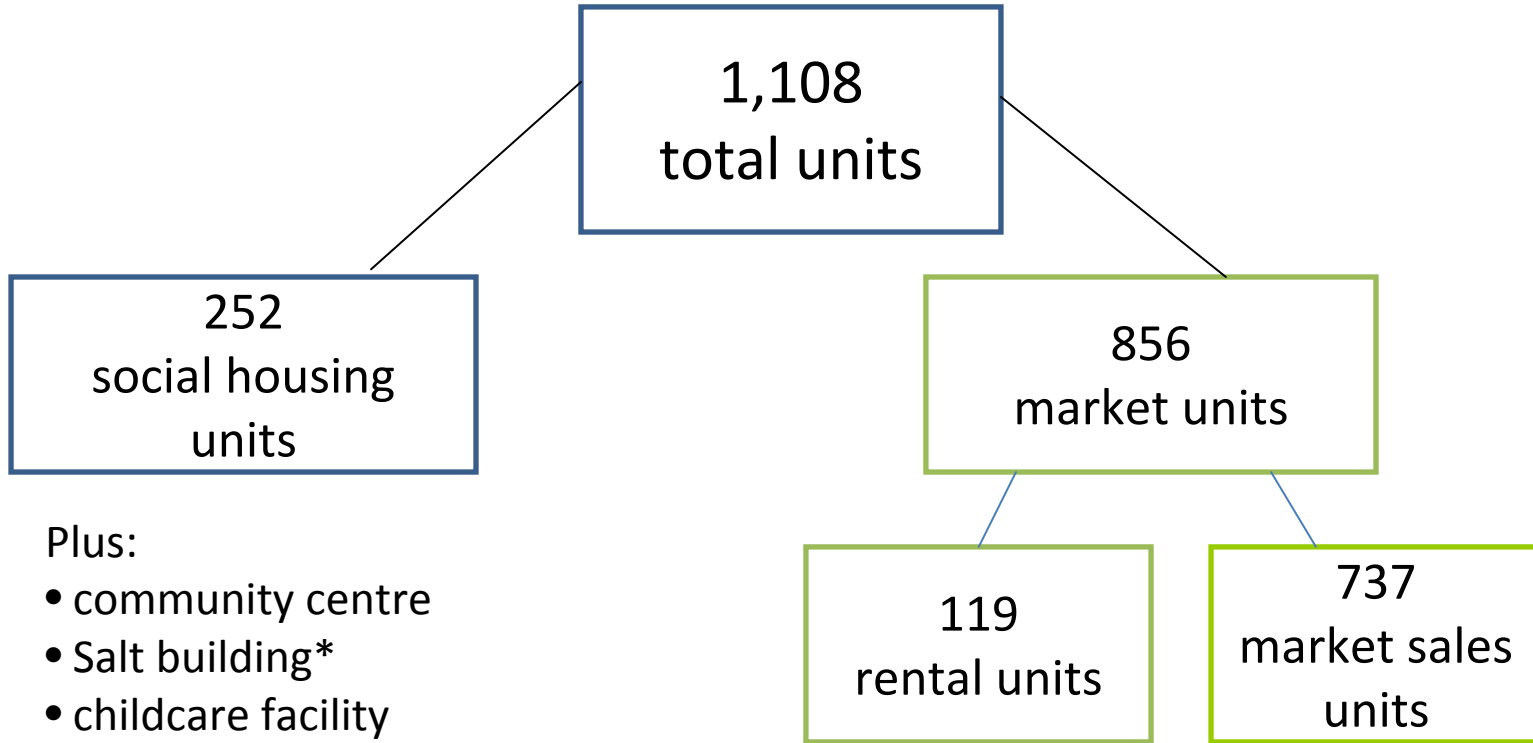 1,108
total units
252
social housing
units
856
market units
Plus:
• community centre
• Salt building*
• childcare facility
119
rental units
737
market sales
units